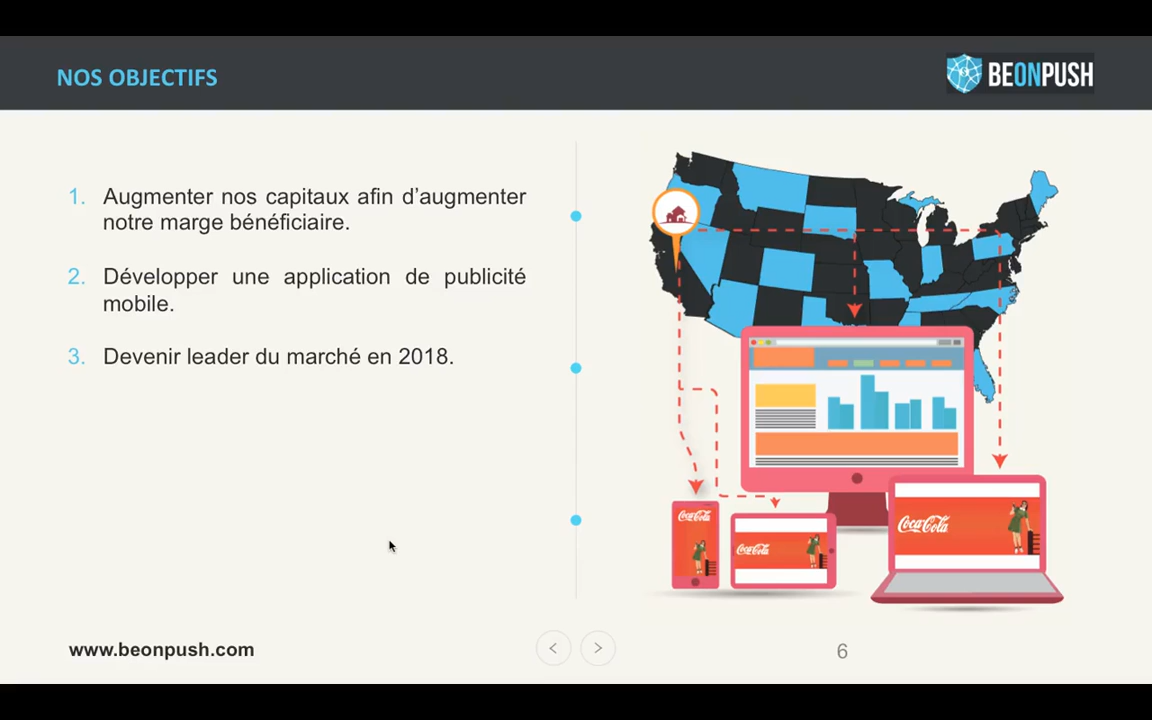 NOS OBJECTIFS
BEONPUSH
1. Augmenter nos capitaux afin d’augmenter
notre marge bénéficiaire.
2. Développer une application de publicité
mobile.
3. Devenir leader du marché en 2018.
Coca-Cola
Coca-Cola
Coca-Cola
www.beonpush.com
6